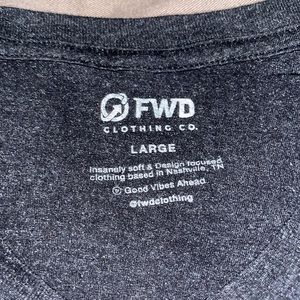 FWD
CLOTHING CO.
LARGE
Insanely soft & Design focused
clothing based in Nashville, TN
Good Vibes Ahead
@fwdclothing